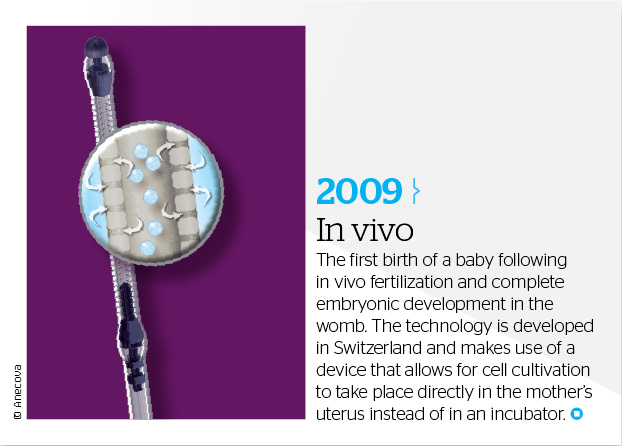 2009
In vivo
The first birth of a baby following
in vivo fertilization and complete
embryonic development in the
womb. The technology is developed
in Switzerland and makes use of a
device that allows for cell cultivation
to take place directly in the mother’s
uterus instead of in an incubator.
© Anecova